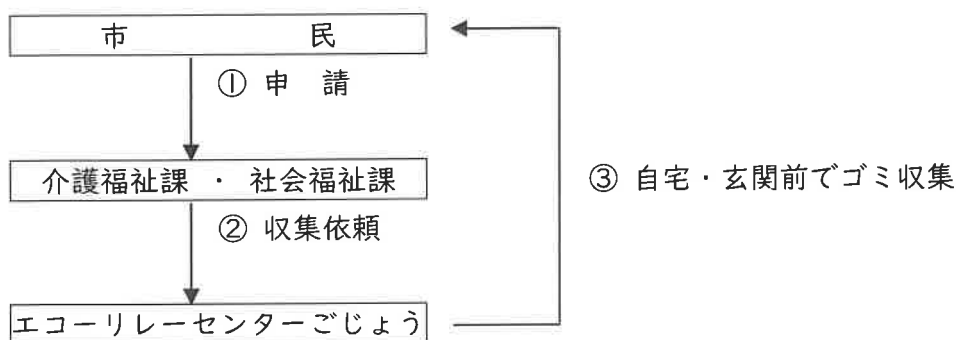 市　　民
① 申　請
介護福祉課 ・ 社会福祉課
③ 自宅・玄関前でゴミ収集
② 収集依頼
エコーリレーセンターごじょう